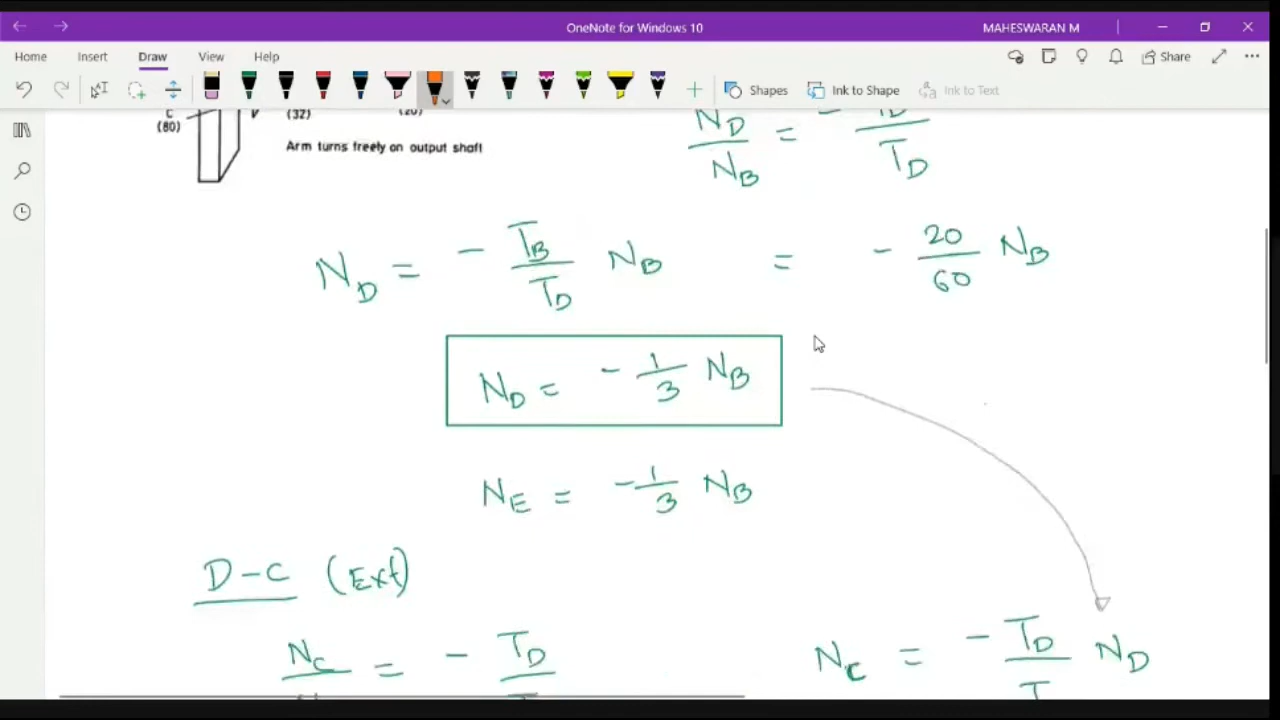 OneNote for Windows 10
MAHESWARAN M
Home Insert Draw View Help
Share
Shapes
Ink to Shape
Ink to Text
C
(80)
(32)
(20)
Arm turns freely on output shaft
N_D / N_B = - / T_D
N_D = - T_B / T_D N_B = - 20 / 60 N_B
N_D = - 1 / 3 N_B
N_E = - 1 / 3 N_B
D-C (Ext)
N_C = - T_D
N_C = - T_D / T N_D